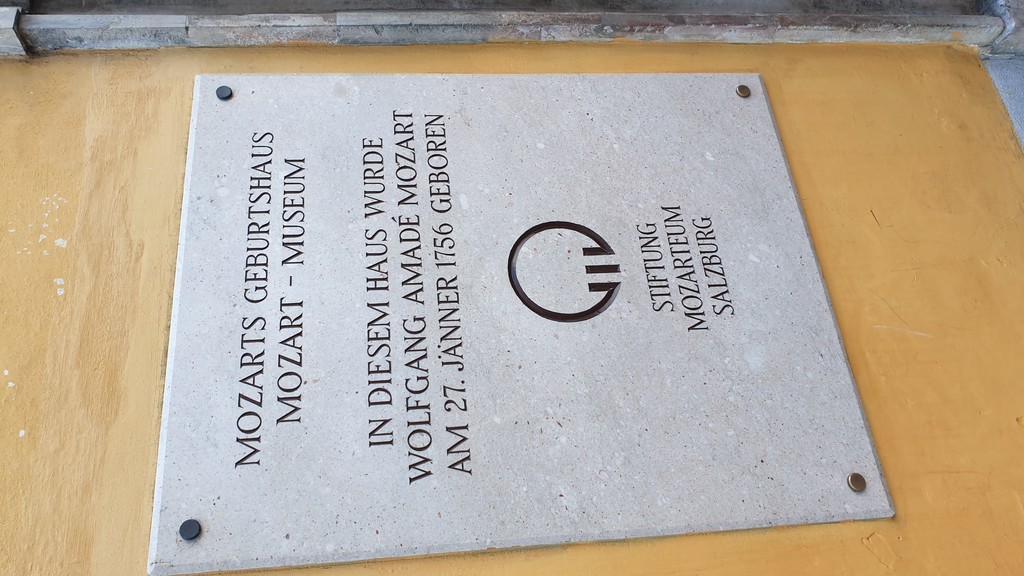 MOZARTS GEBURTSHAUS
MOZART - MUSEUM
IN DIESEM HAUS WURDE
WOLFGANG AMADÉ MOZART
AM 27. JÄNNER 1756 GEBOREN
STIFTUNG
MOZARTEUM
SALZBURG